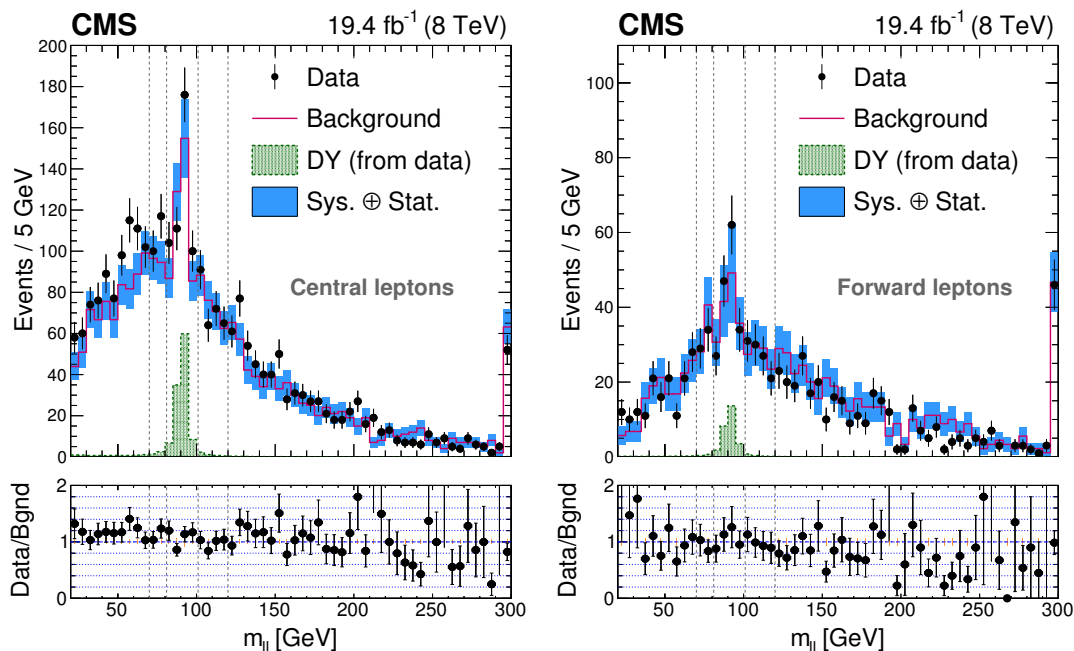 CMS 19.4 fb⁻¹ (8 TeV)
Events / 5 GeV
200
180
160
140
120
100
80
60
40
20
0
Data
Background
DY (from data)
Sys. ⊕ Stat.
Central leptons
Data/Bgnd
2
1
0
50 100 150 200 250 300
m_ll [GeV]
CMS 19.4 fb⁻¹ (8 TeV)
Events / 5 GeV
100
80
60
40
20
0
Data
Background
DY (from data)
Sys. ⊕ Stat.
Forward leptons
Data/Bgnd
2
1
0
50 100 150 200 250 300
m_ll [GeV]